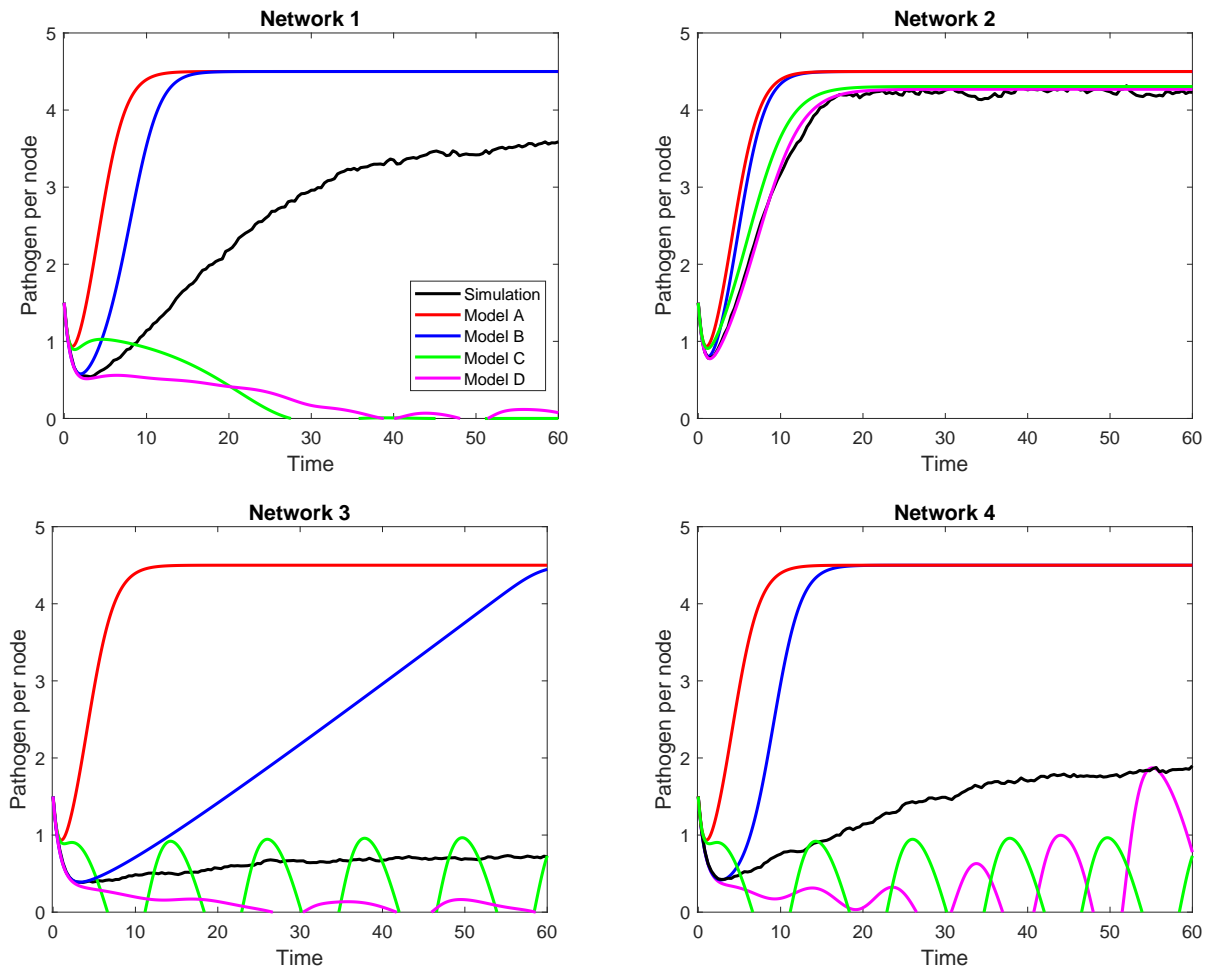 Network 1
Pathogen per node
5
4
3
2
1
0
0 10 20 30 40 50 60
Time
Simulation
Model A
Model B
Model C
Model D
Network 2
Pathogen per node
5
4
3
2
1
0
0 10 20 30 40 50 60
Time
Network 3
Pathogen per node
5
4
3
2
1
0
0 10 20 30 40 50 60
Time
Network 4
Pathogen per node
5
4
3
2
1
0
0 10 20 30 40 50 60
Time